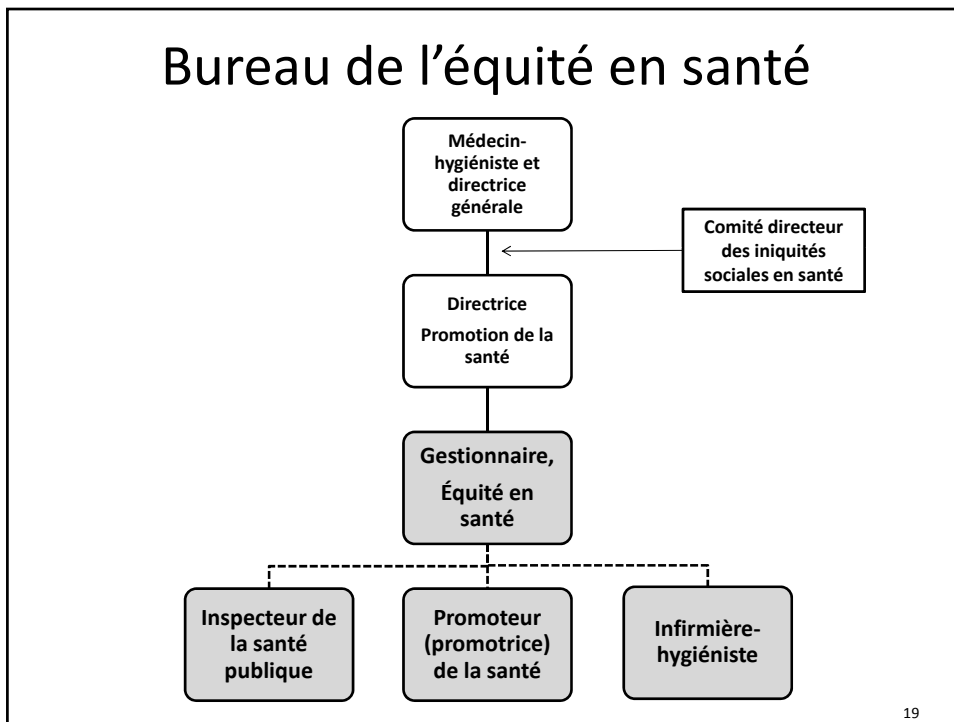 Bureau de l’équité en santé
Médecin-
hygiéniste et
directrice
générale
Comité directeur
des iniquités
sociales en santé
Directrice
Promotion de la
santé
Gestionnaire,
Équité en
santé
Inspecteur de
la santé
publique
Promoteur
(promotrice)
de la santé
Infirmière-
hygiéniste
19